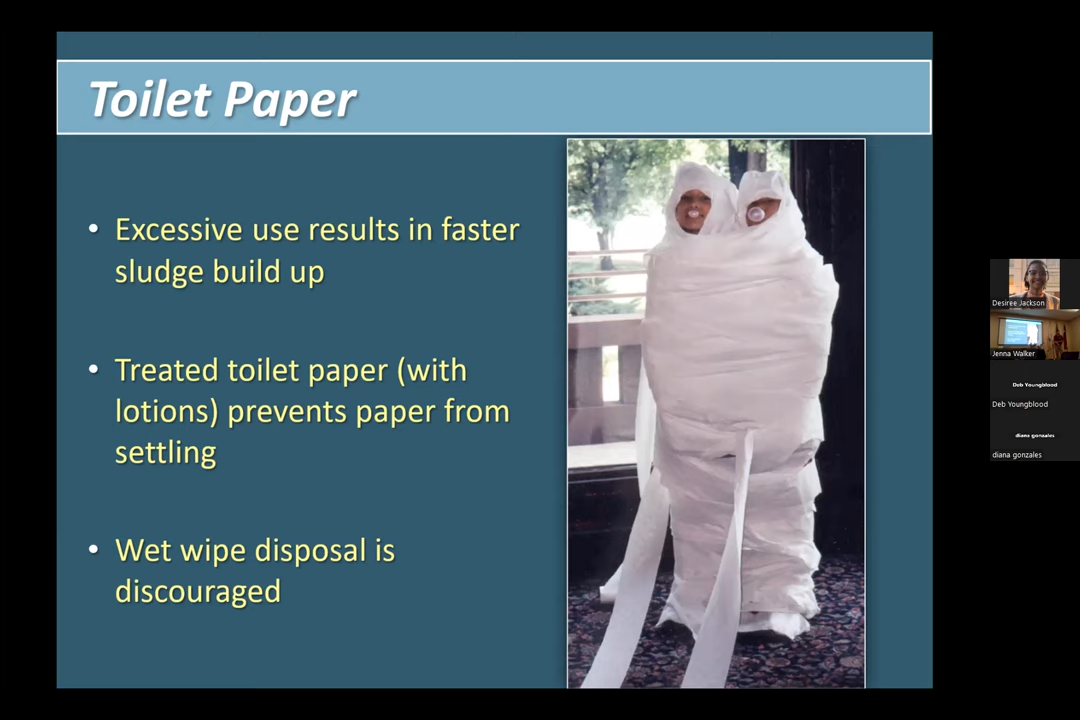 Toilet Paper
• Excessive use results in faster
sludge build up
• Treated toilet paper (with
lotions) prevents paper from
settling
• Wet wipe disposal is
discouraged
Desiree Jackson
Jenna Walker
Deb Youngblood
Deb Youngblood
diana gonzales
diana gonzales